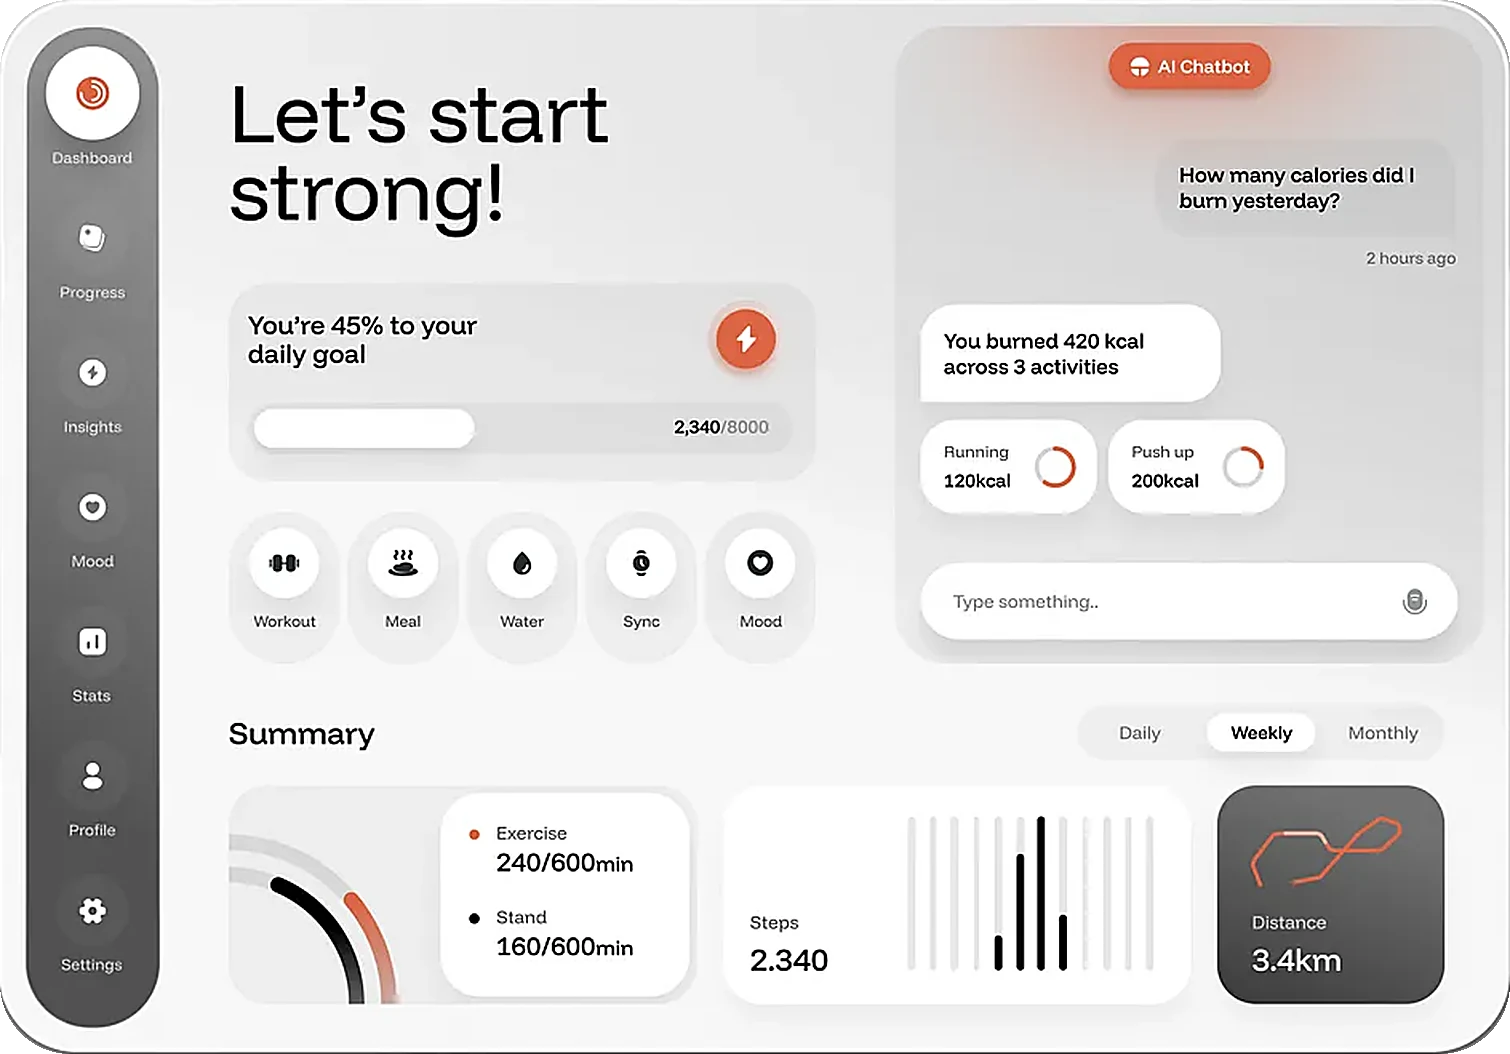 Dashboard
Progress
Insights
Mood
Stats
Profile
Settings
Let’s start
strong!
You’re 45% to your
daily goal
2,340/8000
Workout
Meal
Water
Sync
Mood
AI Chatbot
How many calories did I
burn yesterday?
2 hours ago
You burned 420 kcal
across 3 activities
Running
120kcal
Push up
200kcal
Type something..
Summary
Daily
Weekly
Monthly
Exercise
240/600min
Stand
160/600min
Steps
2.340
Distance
3.4km